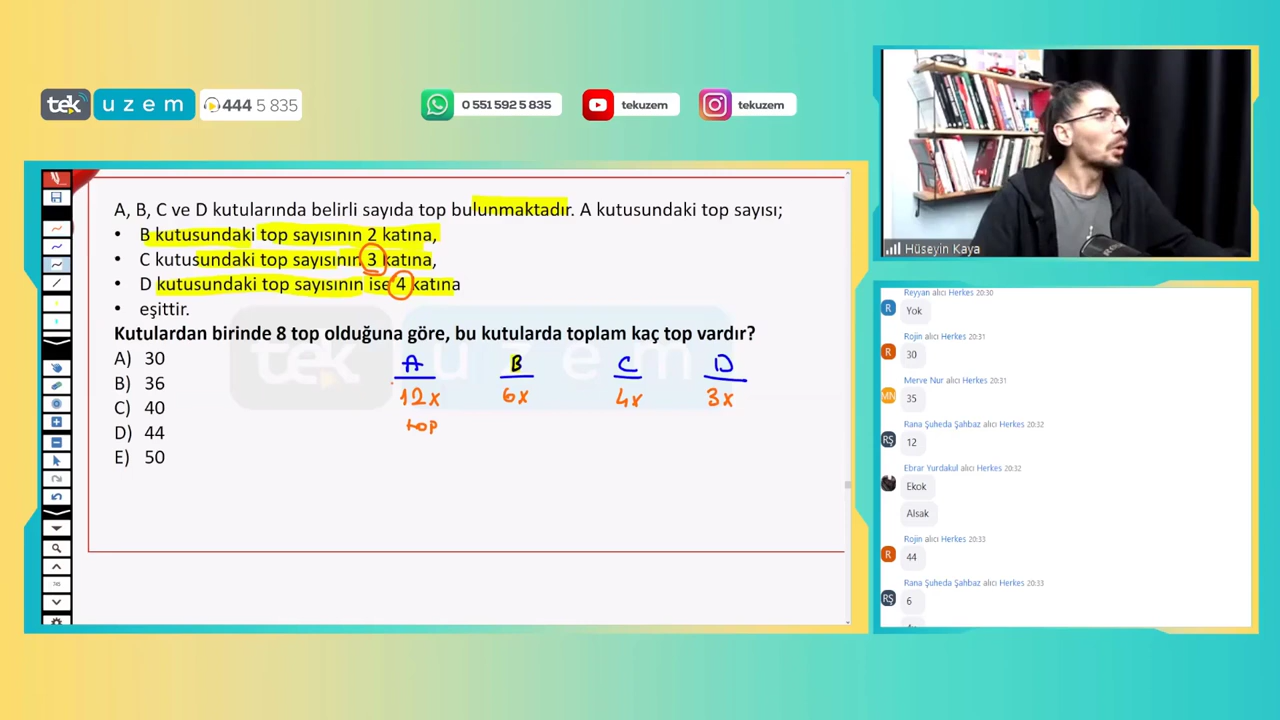 tek uzem 444 5 835
0 551 592 5 835
tekuzem
tekuzem
A, B, C ve D kutularında belirli sayıda top bulunmaktadır. A kutusundaki top sayısı;
• B kutusundaki top sayısının 2 katına,
• C kutusundaki top sayısının 3 katına,
• D kutusundaki top sayısının ise 4 katına
• eşittir.
Kutulardan birinde 8 top olduğuna göre, bu kutularda toplam kaç top vardır?
A) 30
B) 36
C) 40
D) 44
E) 50
tek uzem
A B C D
12x 6x 4x 3x
top
Hüseyin Kaya
Reyyan alıcı Herkes 20:30
R Yok
Rojin alıcı Herkes 20:31
R 30
Merve Nur alıcı Herkes 20:31
MN 35
Rana Şuheda Şahbaz alıcı Herkes 20:32
RŞ 12
Ebrar Yurdakul alıcı Herkes 20:32
Ekok
Alsak
Rojin alıcı Herkes 20:33
R 44
Rana Şuheda Şahbaz alıcı Herkes 20:33
RŞ 6